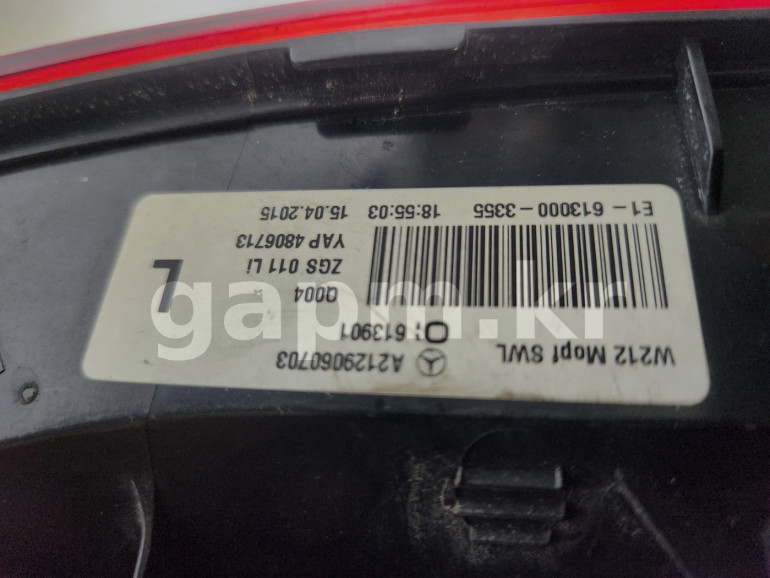 W212 Mopf SWL
A2129060703
613901
Q004
ZGS 011 Li
YAP 4806713
L
E1-613000-3355 18:55:03 15.04.2015
gapm.kr